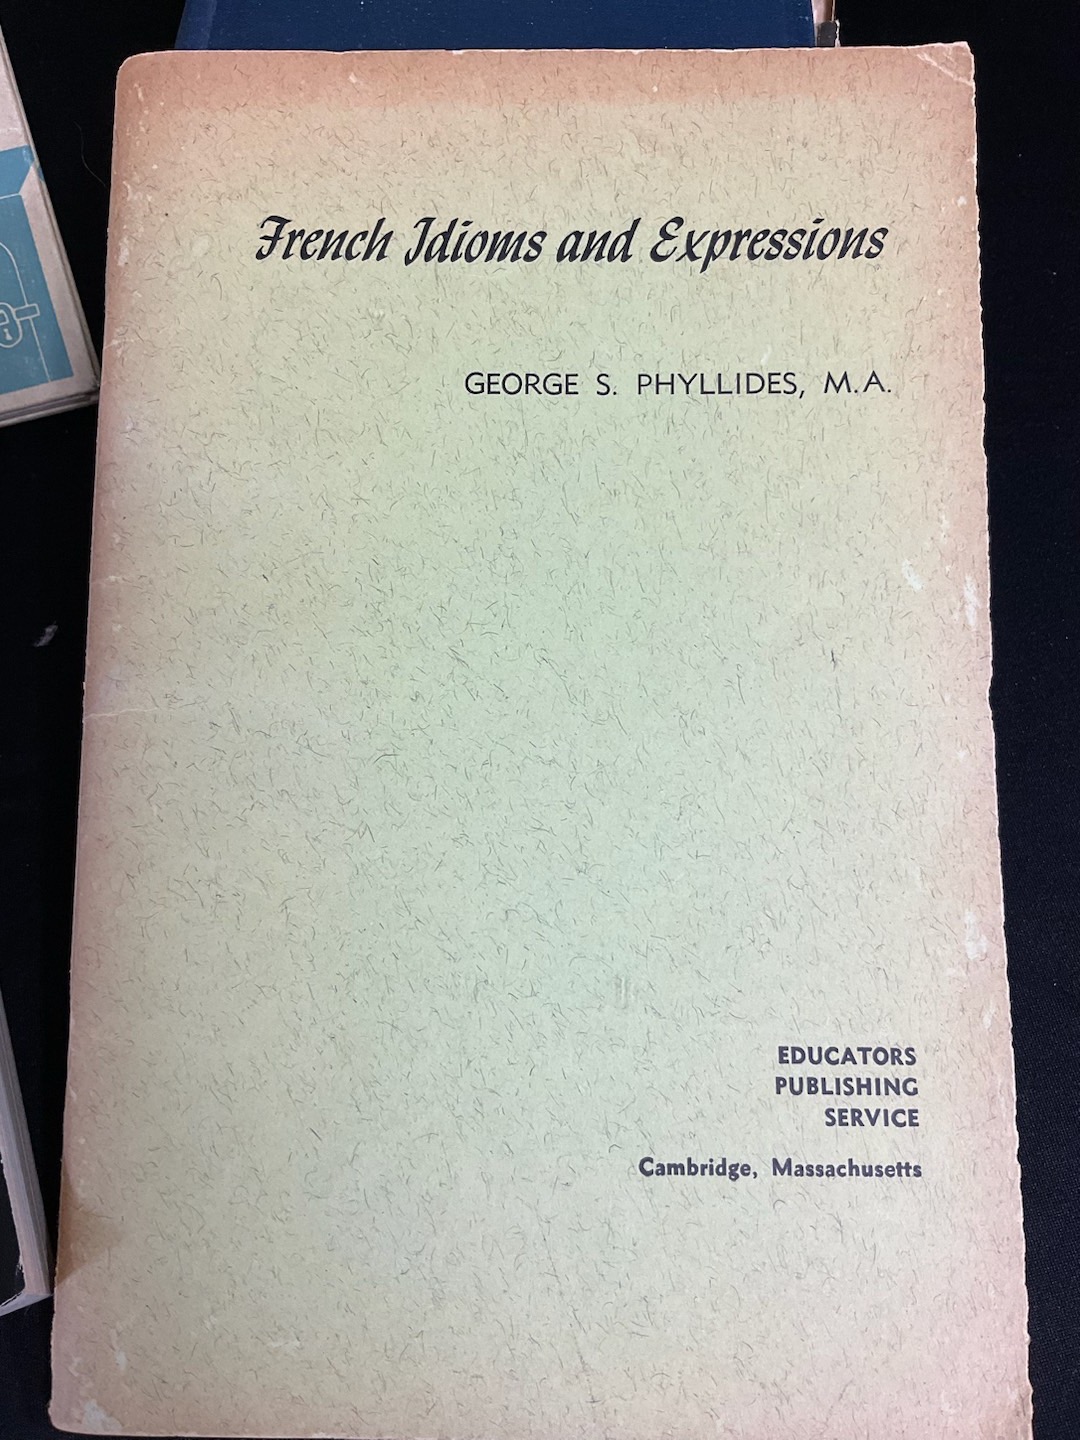 French Idioms and Expressions
GEORGE S. PHYLLIDES, M.A.
EDUCATORS
PUBLISHING
SERVICE
Cambridge, Massachusetts